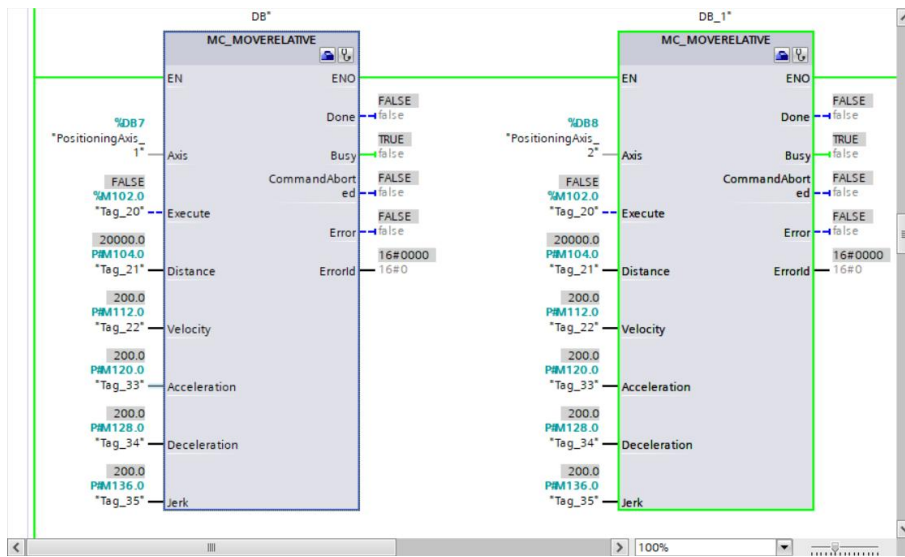 DB"
MC_MOVERELATIVE
EN
ENO
FALSE
Done
false
%DB7
"PositioningAxis_
1"
Axis
TRUE
Busy
false
FALSE
CommandAbort
ed
false
FALSE
%M102.0
"Tag_20"
Execute
FALSE
Error
false
20000.0
P#M104.0
"Tag_21"
Distance
16#0000
ErrorId
16#0
200.0
P#M112.0
"Tag_22"
Velocity
200.0
P#M120.0
"Tag_33"
Acceleration
200.0
P#M128.0
"Tag_34"
Deceleration
200.0
P#M136.0
"Tag_35"
Jerk
DB_1"
MC_MOVERELATIVE
EN
ENO
FALSE
Done
false
%DB8
"PositioningAxis_
2"
Axis
TRUE
Busy
false
FALSE
CommandAbort
ed
false
FALSE
%M102.0
"Tag_20"
Execute
FALSE
Error
false
20000.0
P#M104.0
"Tag_21"
Distance
16#0000
ErrorId
16#0
200.0
P#M112.0
"Tag_22"
Velocity
200.0
P#M120.0
"Tag_33"
Acceleration
200.0
P#M128.0
"Tag_34"
Deceleration
200.0
P#M136.0
"Tag_35"
Jerk
100%